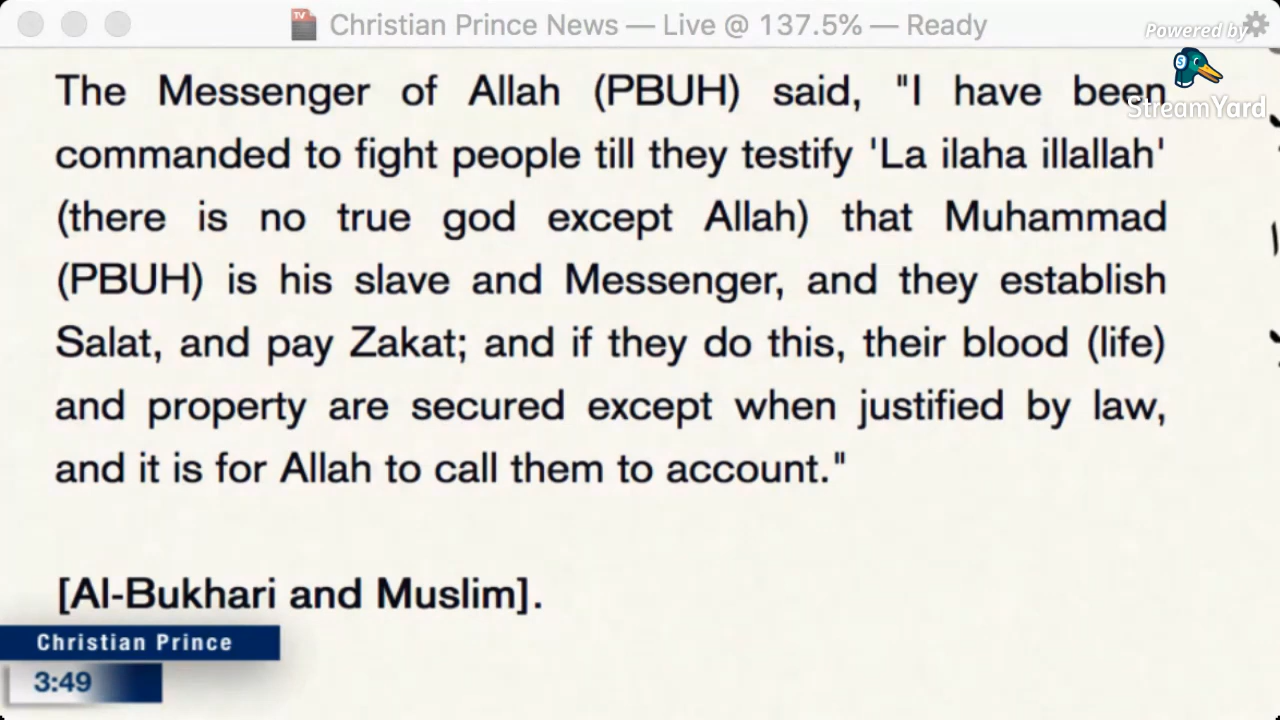 Christian Prince News — Live @ 137.5% — Ready
Powered by
StreamYard
The Messenger of Allah (PBUH) said, "I have been
commanded to fight people till they testify 'La ilaha illallah'
(there is no true god except Allah) that Muhammad
(PBUH) is his slave and Messenger, and they establish
Salat, and pay Zakat; and if they do this, their blood (life)
and property are secured except when justified by law,
and it is for Allah to call them to account."
[Al-Bukhari and Muslim].
Christian Prince
3:49